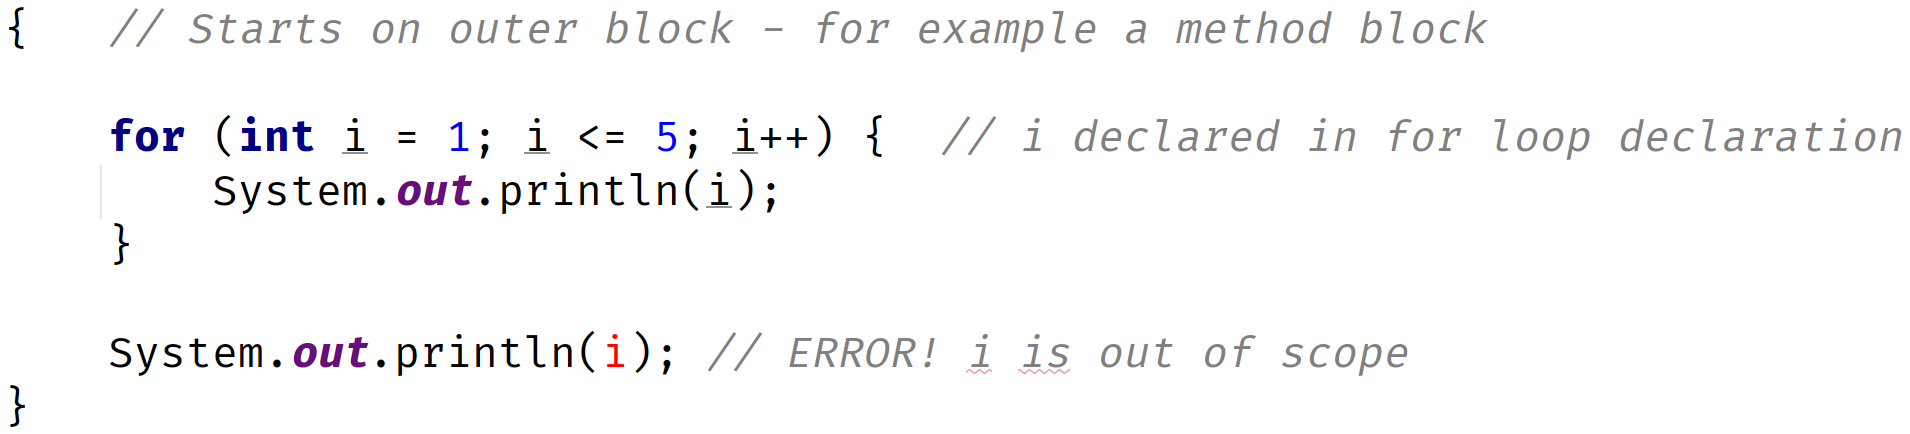 {   // Starts on outer block – for example a method block
    for (int i = 1; i <= 5; i++) {  // i declared in for loop declaration
        System.out.println(i);
    }
    System.out.println(i); // ERROR! i is out of scope
}